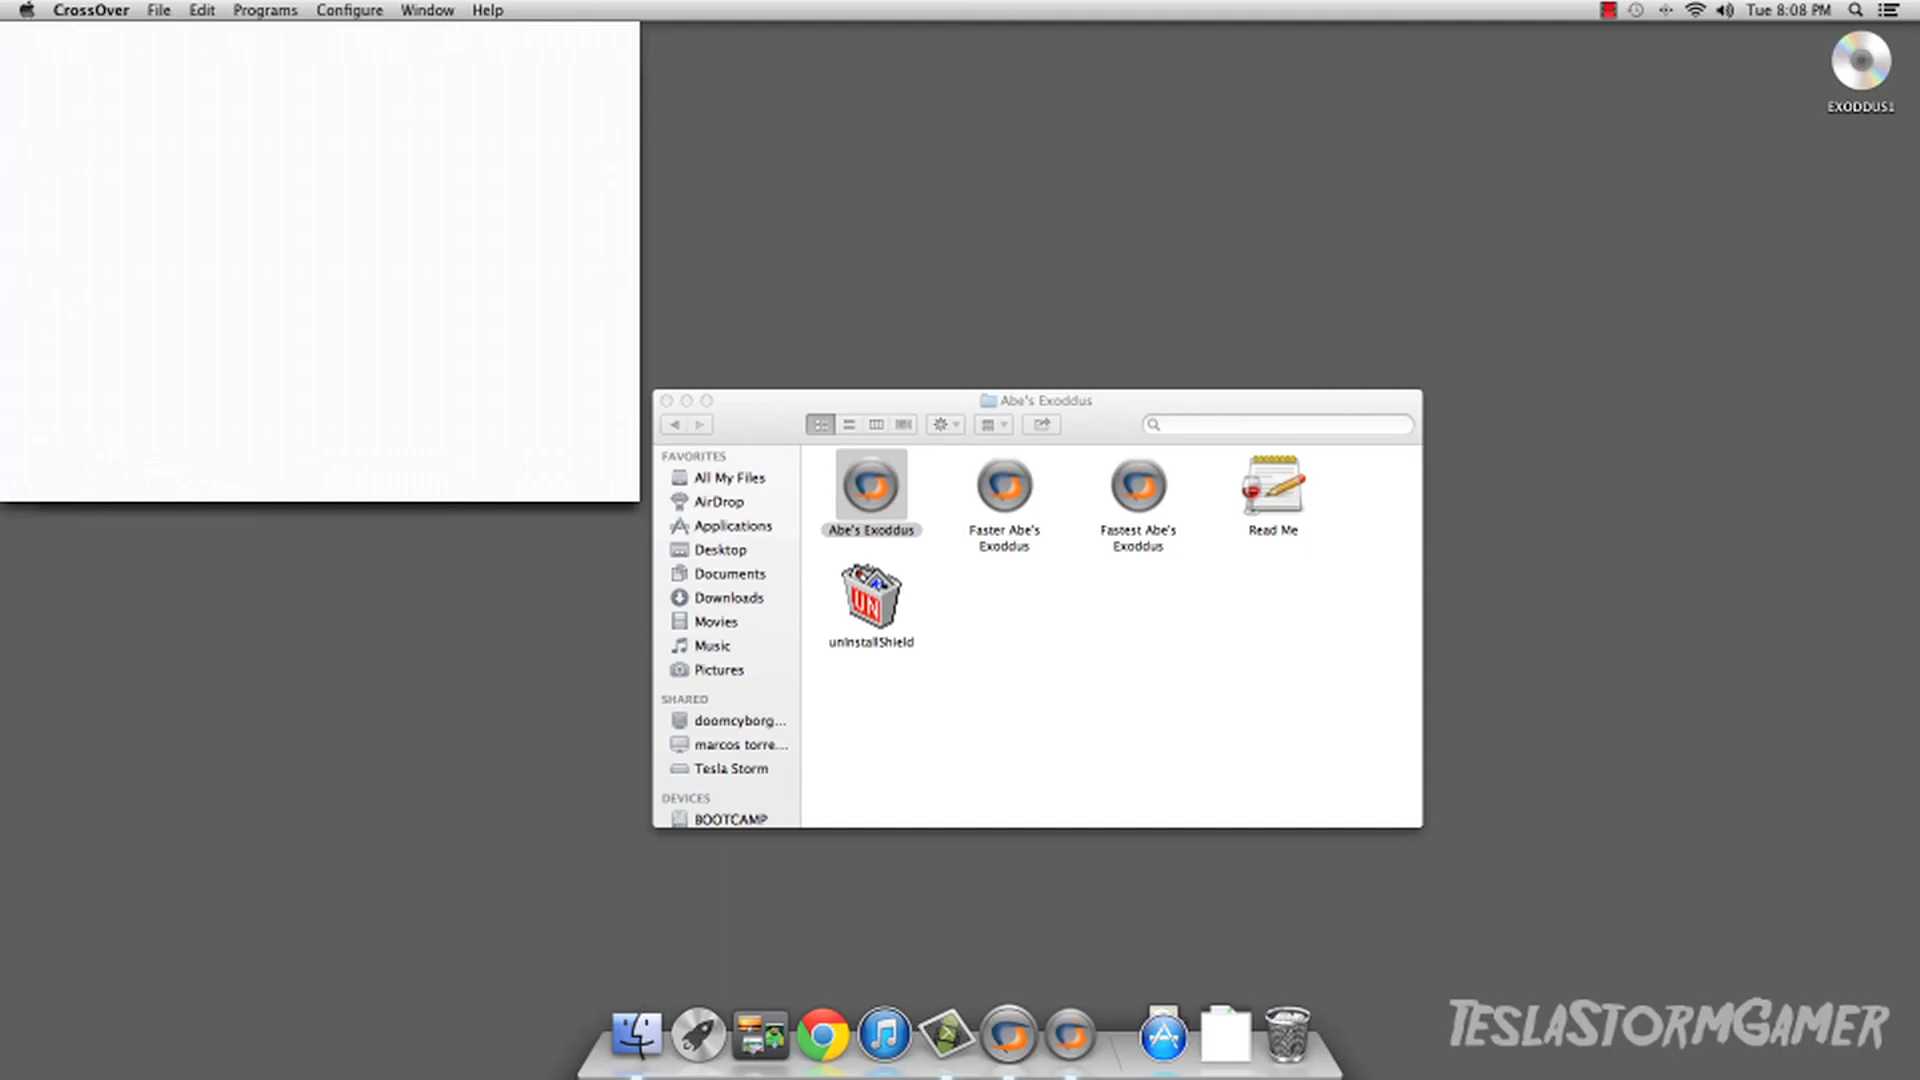 CrossOver File Edit Programs Configure Window Help Tue 8:08 PM
EXODDUS1
Abe's Exoddus
FAVORITES
All My Files
AirDrop
Applications
Desktop
Documents
Downloads
Movies
Music
Pictures
SHARED
doomcyborg...
marcos torre...
Tesla Storm
DEVICES
BOOTCAMP
Abe's Exoddus
Faster Abe's
Exoddus
Fastest Abe's
Exoddus
Read Me
UN
uninstallShield
TESLASTORMGAMER